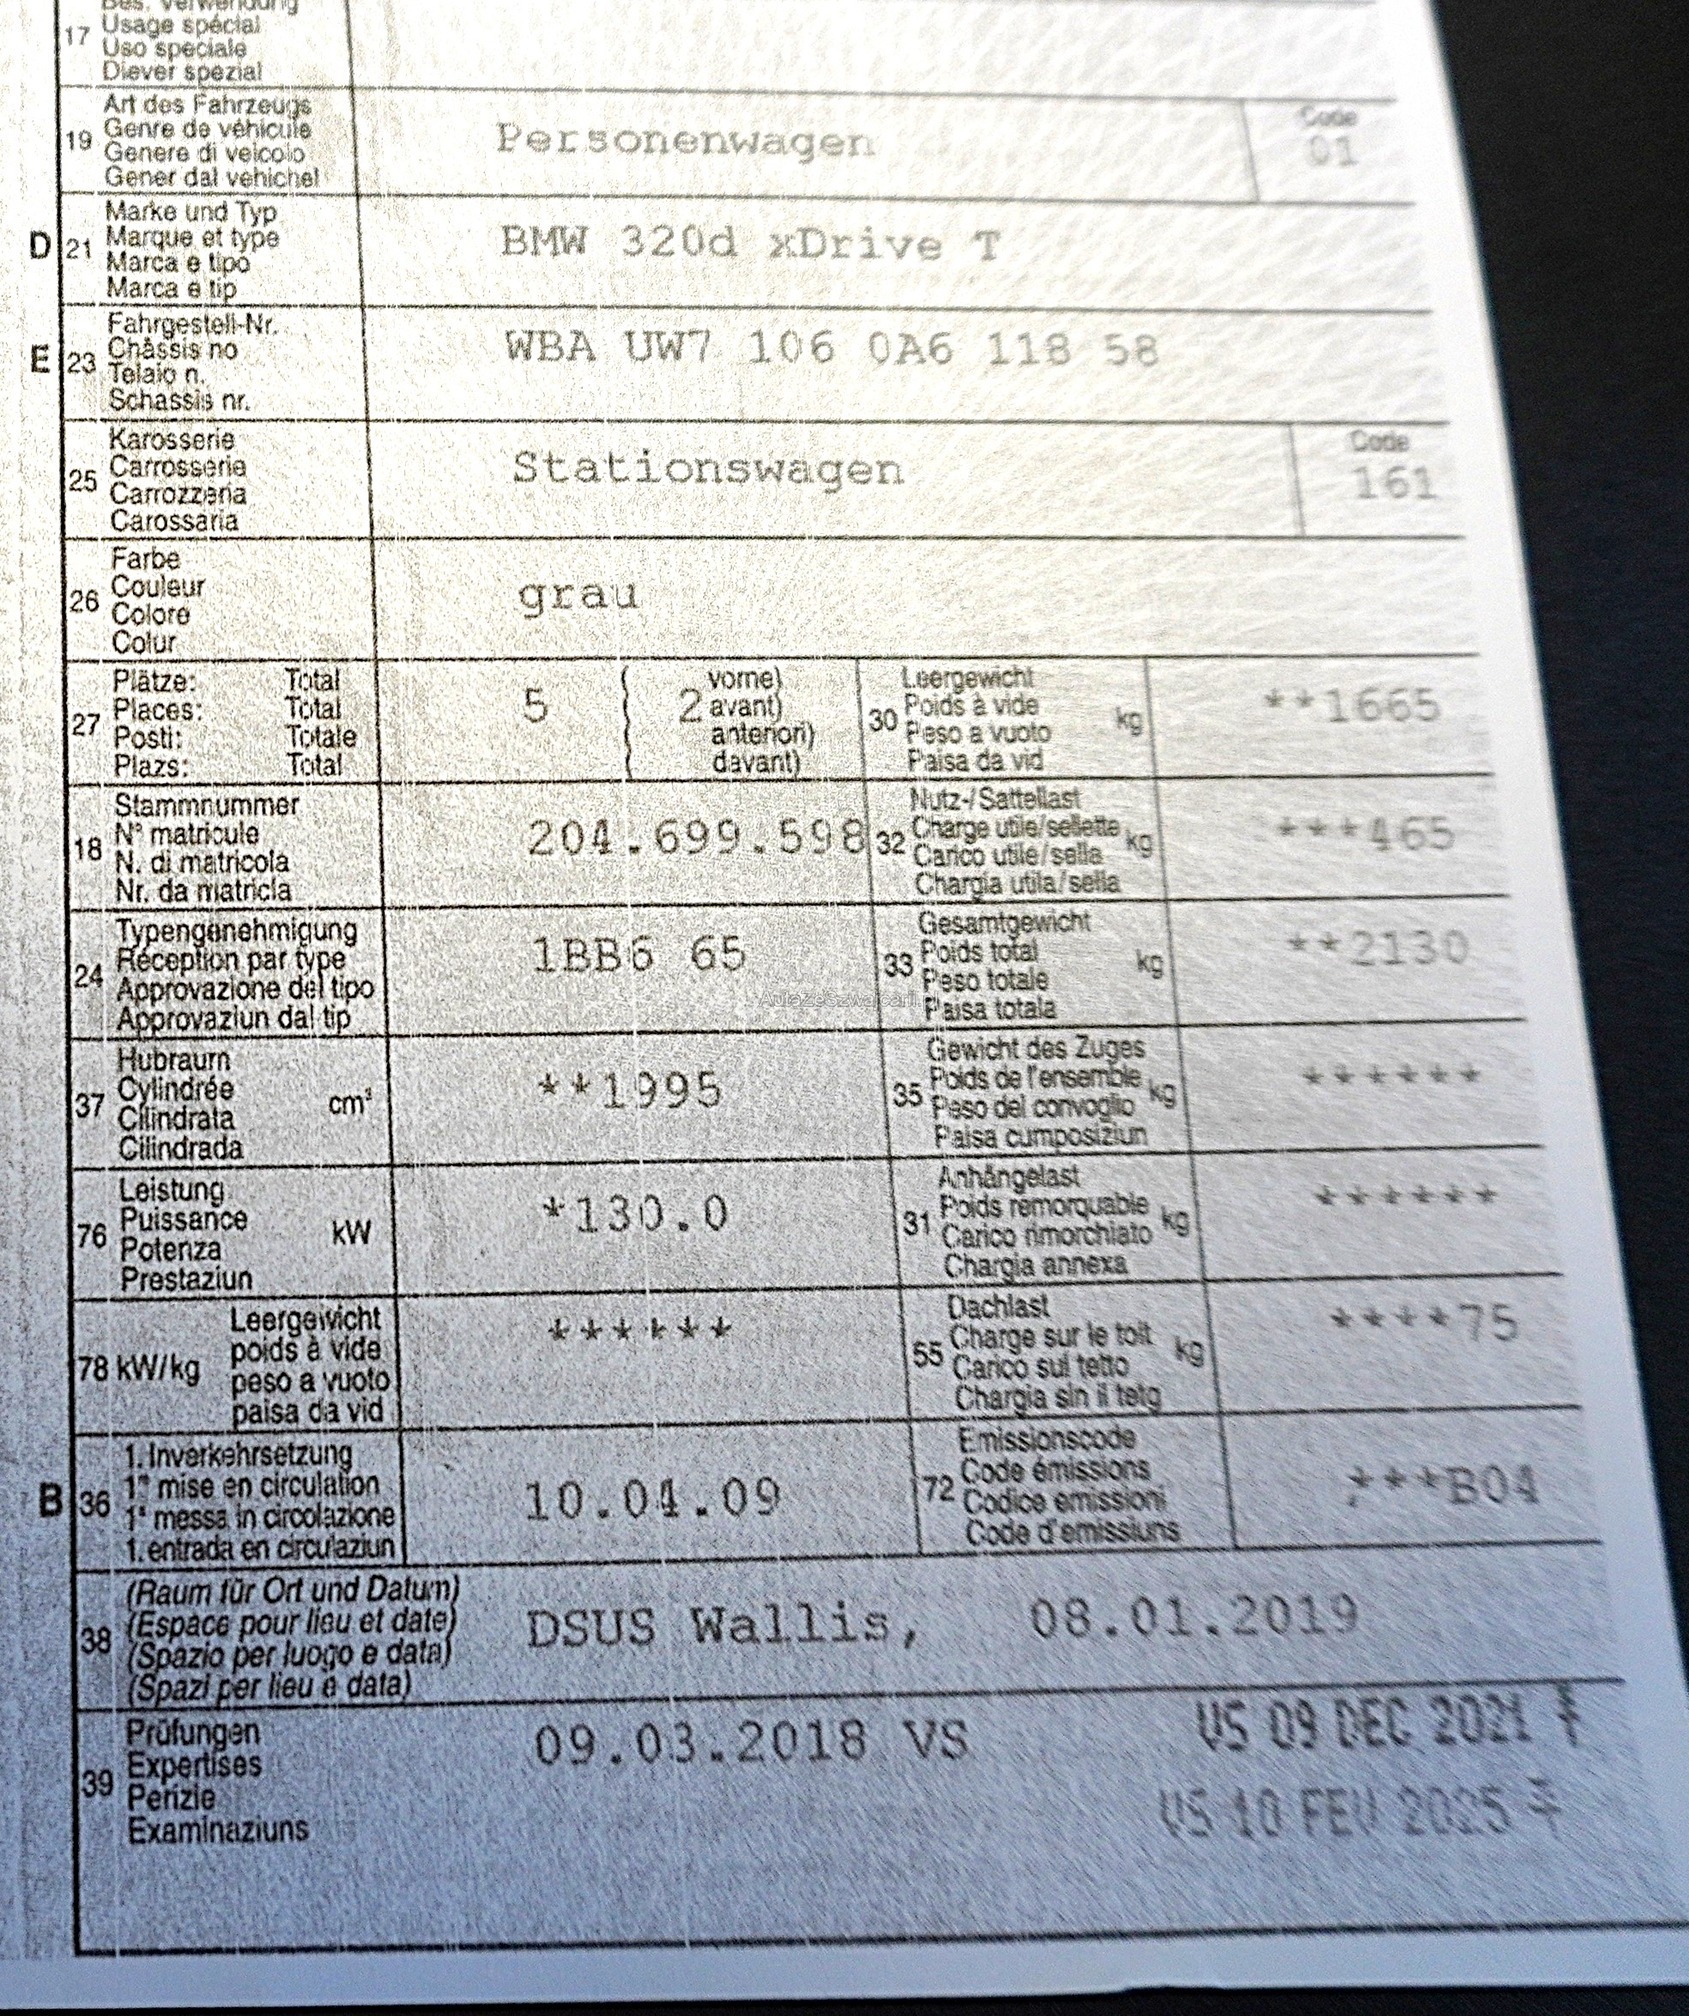 Bes. Verwendung
17 Usage spécial
Uso speciale
Diever spezial
Art des Fahrzeugs
19 Genre de véhicule
Genere di veicolo
Gener dal vehichel
Personenwagen
Code
01
Marke und Typ
D 21 Marque et type
Marca e tipo
Marca e tip
BMW 320d xDrive T
Fahrgestell-Nr.
E 23 Châssis no
Telaio n.
Schassis nr.
WBA UW7 106 0A6 118 58
Karosserie
25 Carrosserie
Carrozzeria
Carossaria
Stationswagen
Code
161
Farbe
26 Couleur
Colore
Colur
grau
Plätze: Total
27 Places: Total
Posti: Totale
Plazs: Total
5 ( 2 vorne)
avant)
anteriori)
davant)
Leergewicht
30 Poids à vide kg
Peso a vuoto
Paisa da vid
**1665
Stammnummer
18 N° matricule
N. di matricola
Nr. da matricla
204.699.598
Nutz-/Sattellast
32 Charge utile/sellette kg
Carico utile/sella
Chargia utila/sella
***465
Typengenehmigung
24 Réception par type
Approvazione del tipo
Approvaziun dal tip
1BB6 65
Gesamtgewicht
33 Poids total kg
Peso totale
Paisa totala
**2130
AutoZeSzwajcarii
Hubraum
37 Cylindrée cm³
Cilindrata
Cilindrada
**1995
Gewicht des Zuges
35 Poids de l'ensemble kg
Peso del convoglio
Paisa cumposiziun
******
Leistung
76 Puissance kW
Potenza
Prestaziun
*130.0
Anhängelast
31 Poids remorquable kg
Carico rimorchiato
Chargia annexa
******
Leergewicht
78 kW/kg poids à vide
peso a vuoto
paisa da vid
******
Dachlast
55 Charge sur le toit kg
Carico sul tetto
Chargia sin il tetg
****75
1. Inverkehrsetzung
B 36 1re mise en circulation
1a messa in circolazione
1. entrada en circulaziun
10.04.09
Emissionscode
72 Code émissions
Codice emissioni
Code d'emissiuns
***B04
(Raum für Ort und Datum)
38 (Espace pour lieu et date)
(Spazio per luogo e data)
(Spazi per lieu e data)
DSUS Wallis, 08.01.2019
Prüfungen
39 Expertises
Perizie
Examinaziuns
09.03.2018 VS
VS 09 DEC 2021
VS 10 FEV 2025